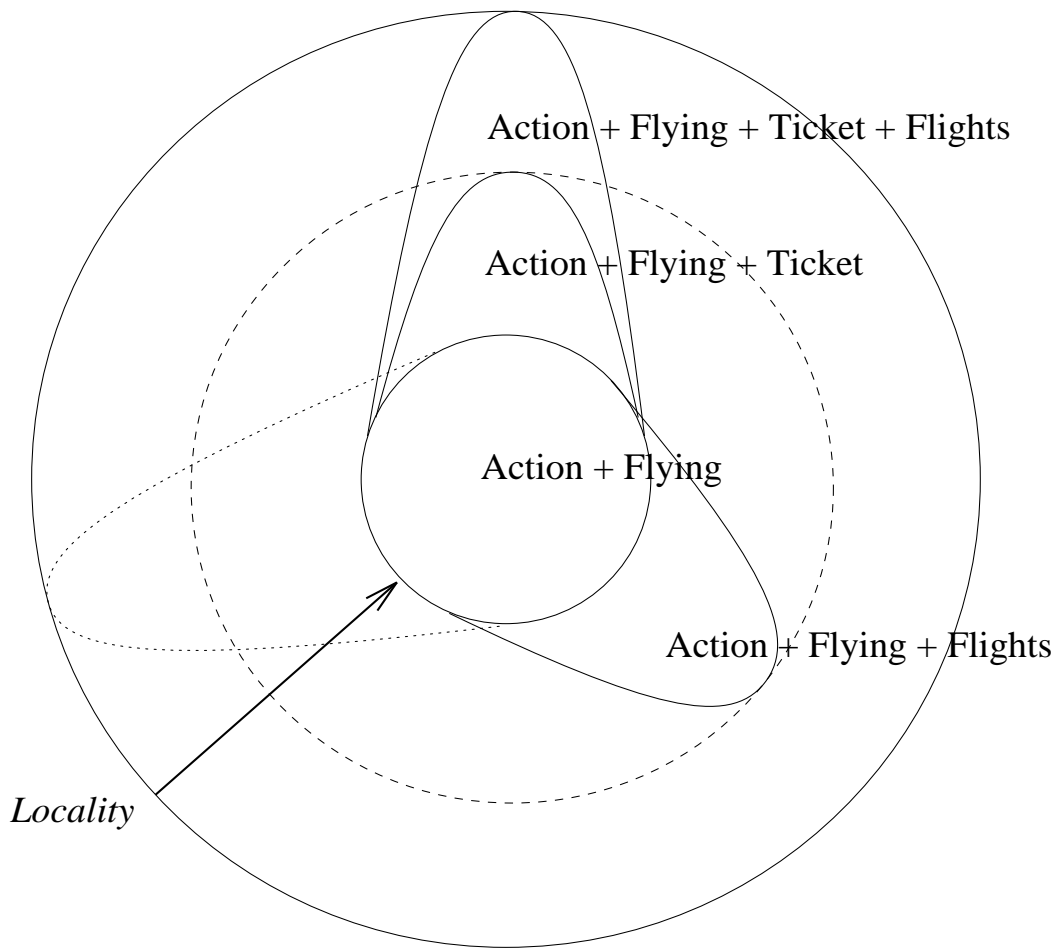 Action + Flying + Ticket + Flights
Action + Flying + Ticket
Action + Flying
Action + Flying + Flights
Locality